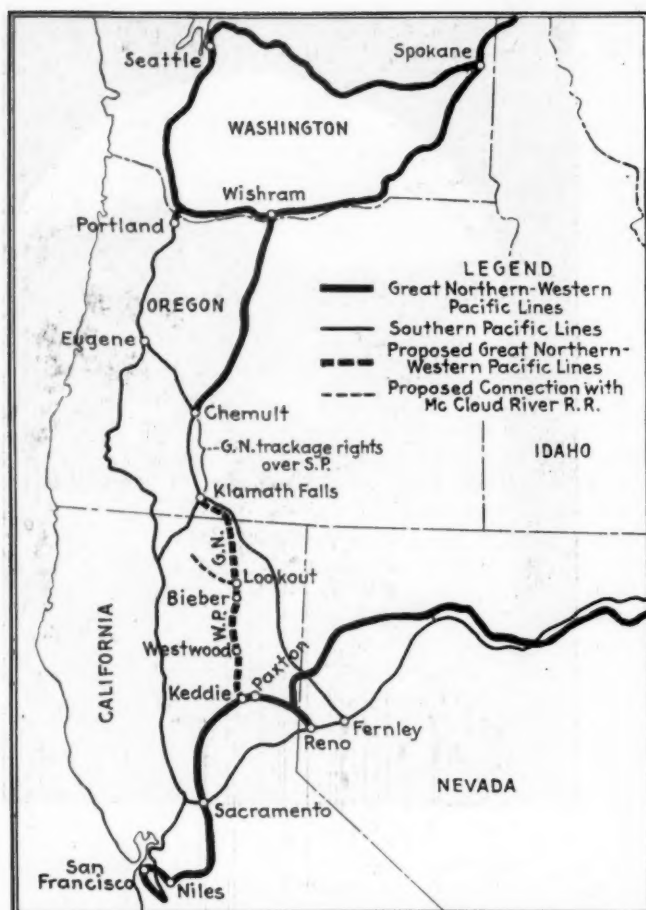 Seattle
Spokane
WASHINGTON
Wishram
Portland
LEGEND
Great Northern-Western
Pacific Lines
Southern Pacific Lines
Proposed Great Northern-
Western Pacific Lines
Proposed Connection with
Mc Cloud River R.R.
OREGON
Eugene
Chemult
G.N. trackage rights
over S.P.
IDAHO
Klamath Falls
G.N.
Lookout
Bieber
W.P.
CALIFORNIA
Westwood
Paxton
Keddie
Fernley
Reno
NEVADA
Sacramento
San
Francisco
Niles